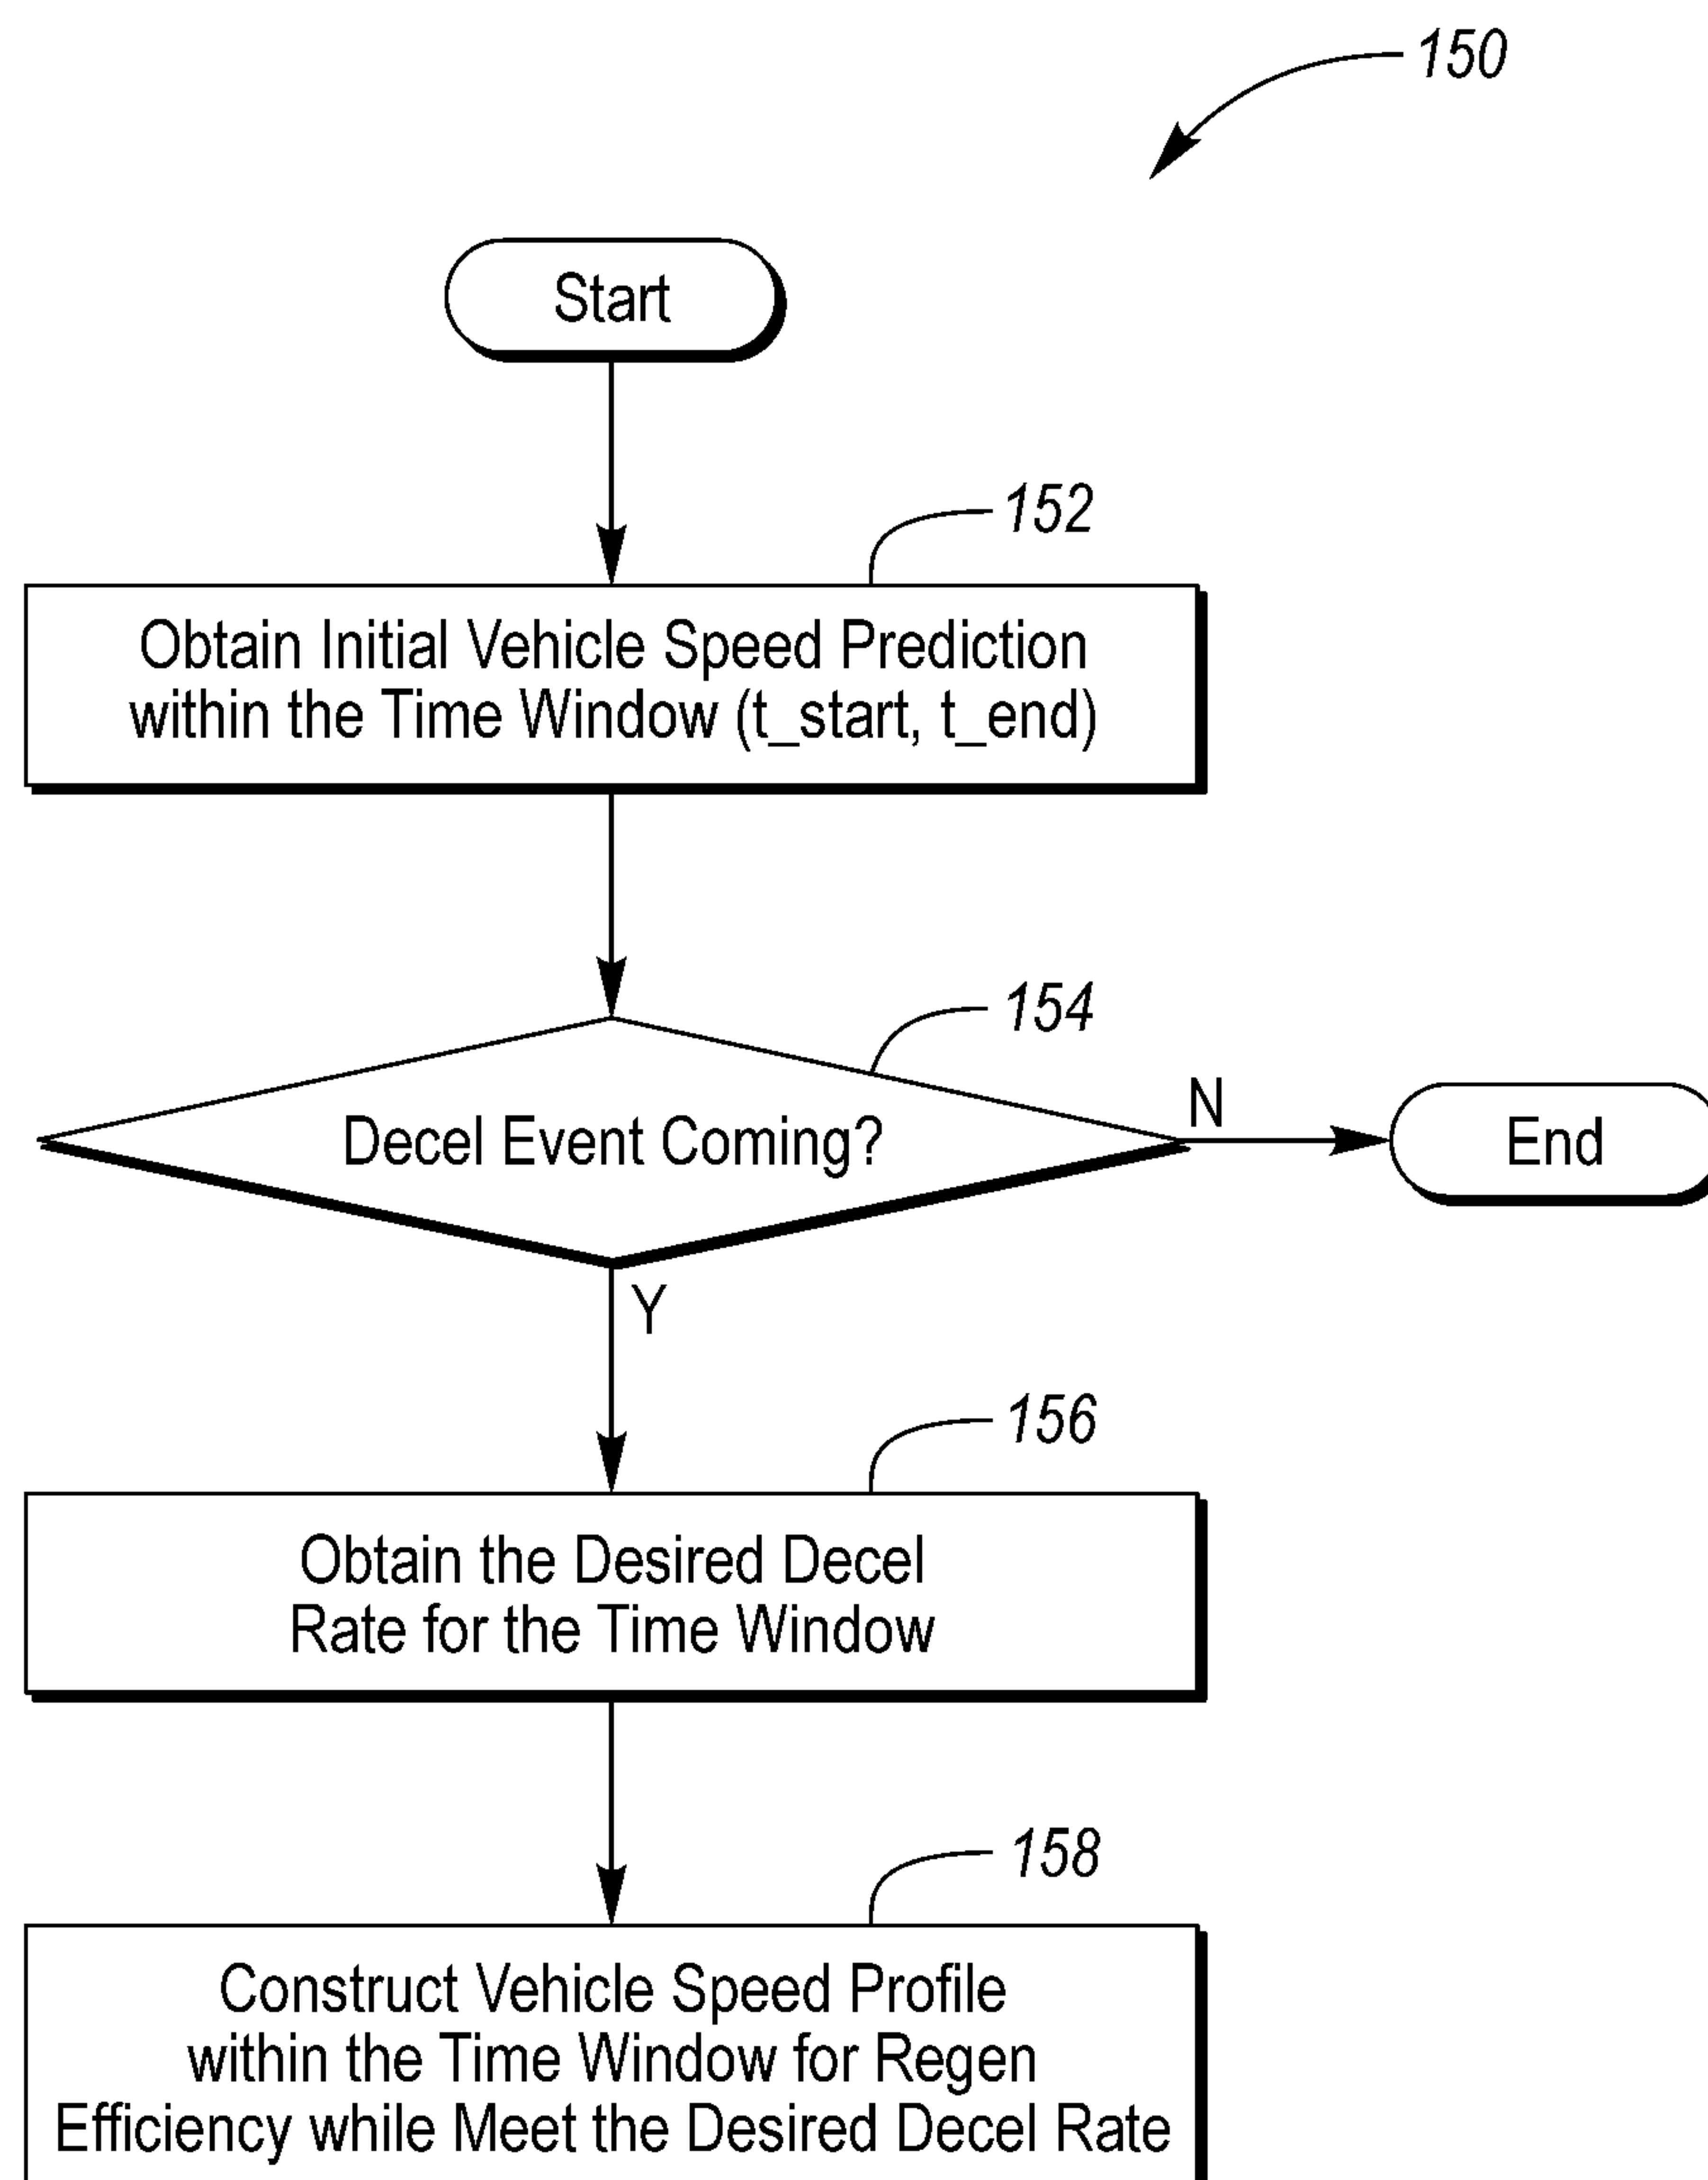 150
Start
152
Obtain Initial Vehicle Speed Prediction
within the Time Window (t_start, t_end)
154
Decel Event Coming?
N
End
Y
156
Obtain the Desired Decel
Rate for the Time Window
158
Construct Vehicle Speed Profile
within the Time Window for Regen
Efficiency while Meet the Desired Decel Rate